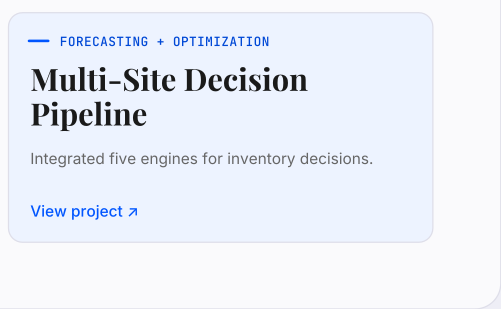 FORECASTING + OPTIMIZATION
Multi-Site Decision
Pipeline
Integrated five engines for inventory decisions.
View project ↗